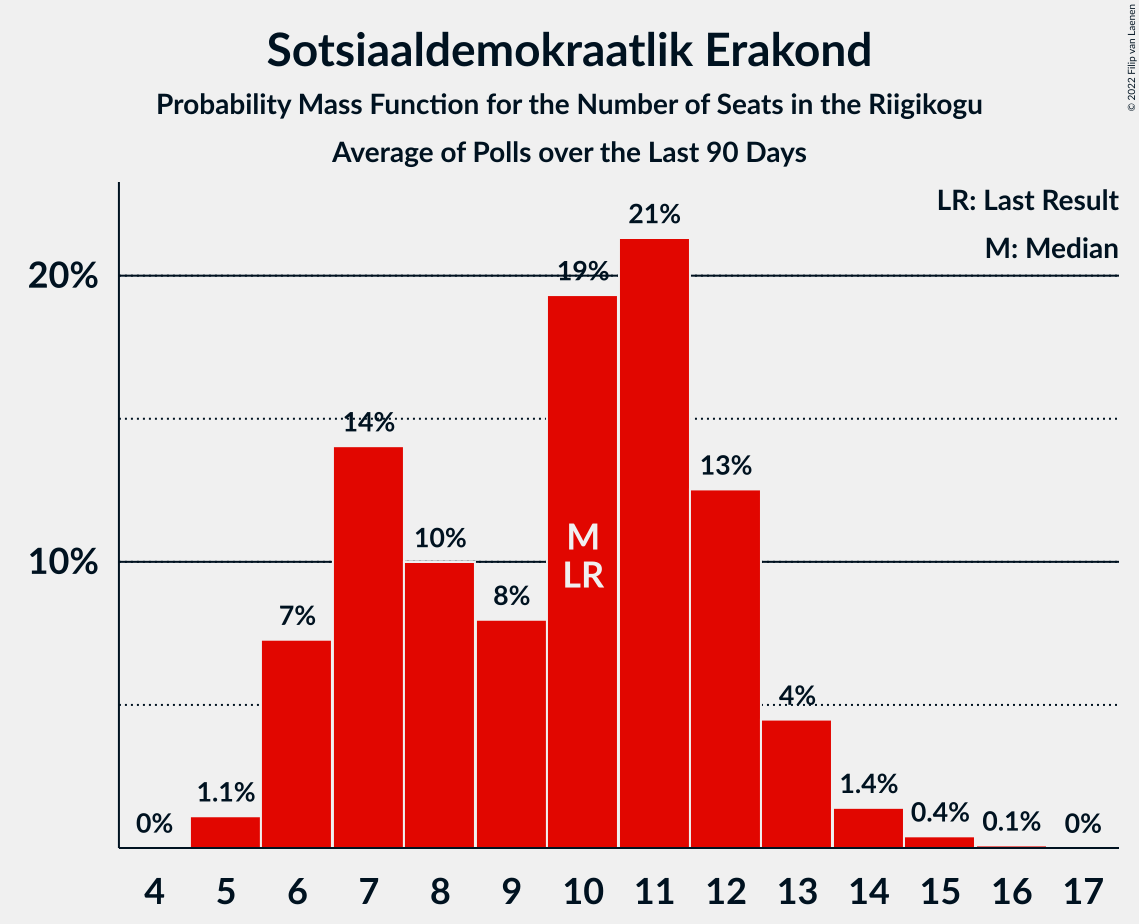 Sotsiaaldemokraatlik Erakond
Probability Mass Function for the Number of Seats in the Riigikogu
Average of Polls over the Last 90 Days
© 2022 Filip van Laenen
LR: Last Result
M: Median
20%
10%
0%
1.1%
7%
14%
10%
8%
19%
21%
13%
4%
1.4%
0.4%
0.1%
0%
M
LR
4 5 6 7 8 9 10 11 12 13 14 15 16 17